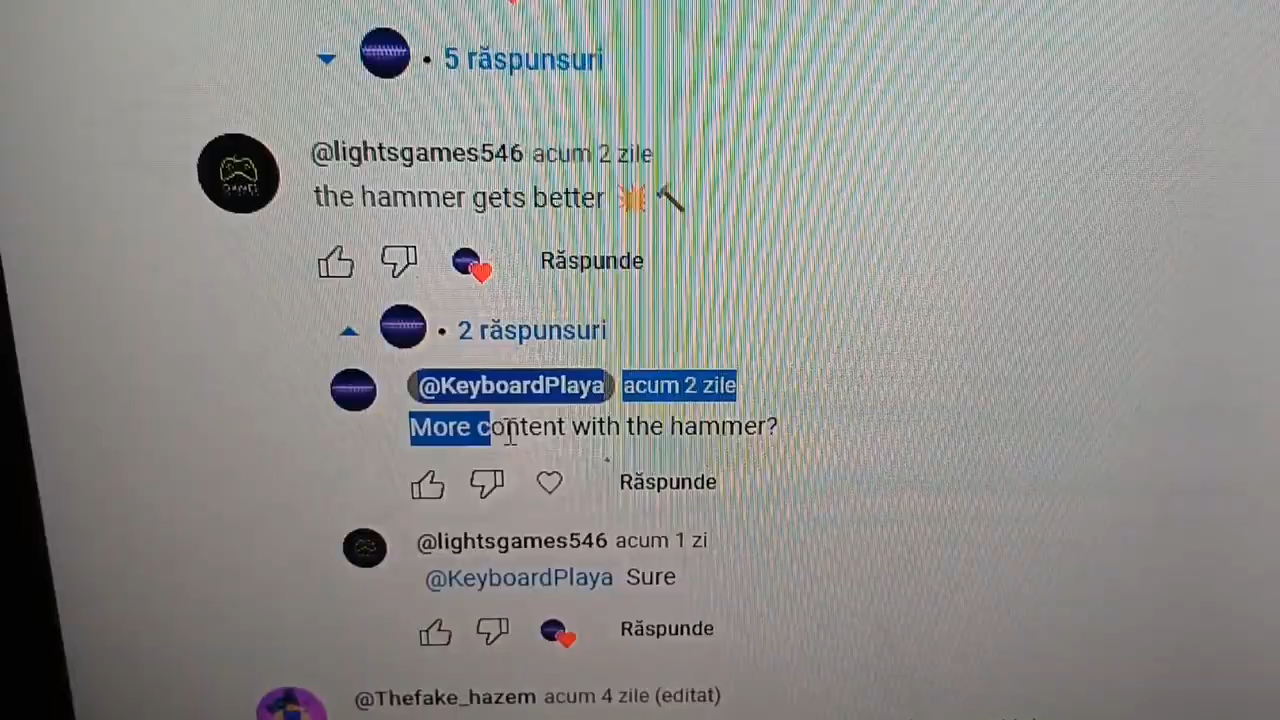 • 5 răspunsuri
@lightsgames546 acum 2 zile
the hammer gets better 💥🔨
Răspunde
• 2 răspunsuri
@KeyboardPlaya acum 2 zile
More content with the hammer?
Răspunde
@lightsgames546 acum 1 zi
@KeyboardPlaya Sure
Răspunde
@Thefake_hazem acum 4 zile (editat)